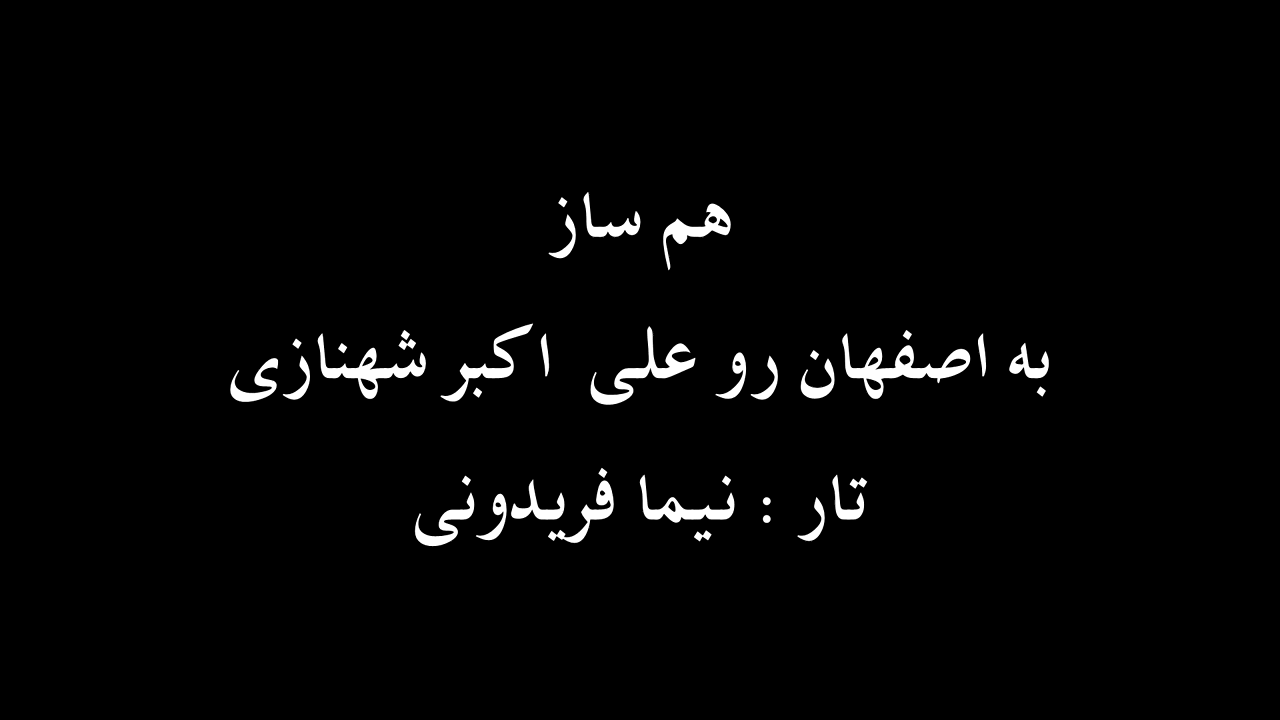 هم ساز
به اصفهان رو علی اکبر شهنازی
تار : نیما فریدونی